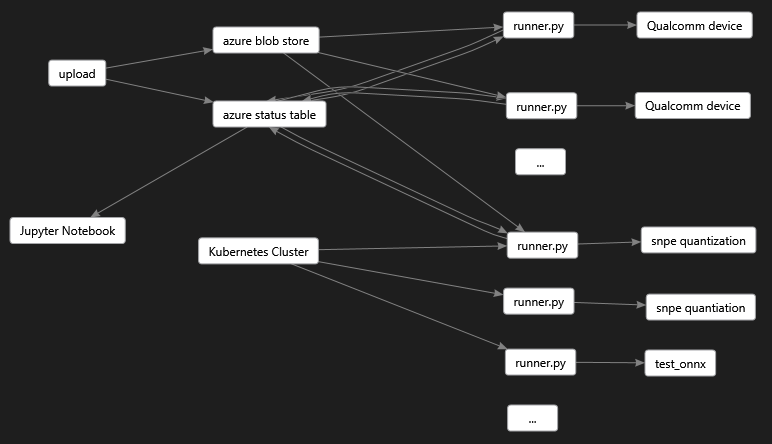 runner.py
Qualcomm device
azure blob store
upload
azure status table
runner.py
Qualcomm device
...
Jupyter Notebook
Kubernetes Cluster
runner.py
snpe quantization
runner.py
snpe quantiation
runner.py
test_onnx
...